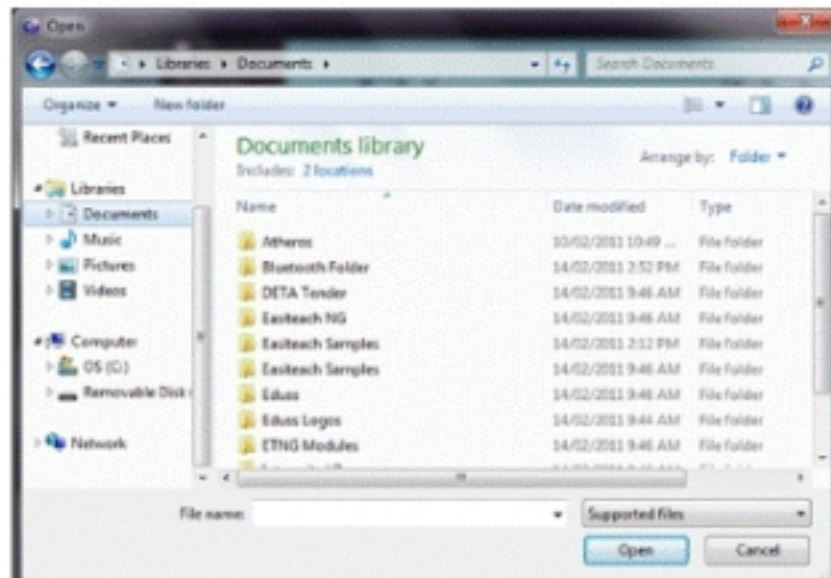 Open
Libraries Documents
Search Documents
Organize New folder
Recent Places
Libraries
Documents
Music
Pictures
Videos
Computer
OS (C:)
Removable Disk
Network
Documents library
Includes: 2 locations
Arrange by: Folder
Name Date modified Type
Atheros 10/02/2011 10:49 ... File folder
Bluetooth Folder 14/02/2011 2:52 PM File folder
DETA Tender 14/02/2011 9:46 AM File folder
Easiteach NG 14/02/2011 9:46 AM File folder
Easiteach Samples 14/02/2011 2:12 PM File folder
Easiteach Samples 14/02/2011 9:46 AM File folder
Eduss 14/02/2011 9:46 AM File folder
Eduss Logos 14/02/2011 9:44 AM File folder
ETNG Modules 14/02/2011 9:46 AM File folder
File name:
Supported files
Open Cancel